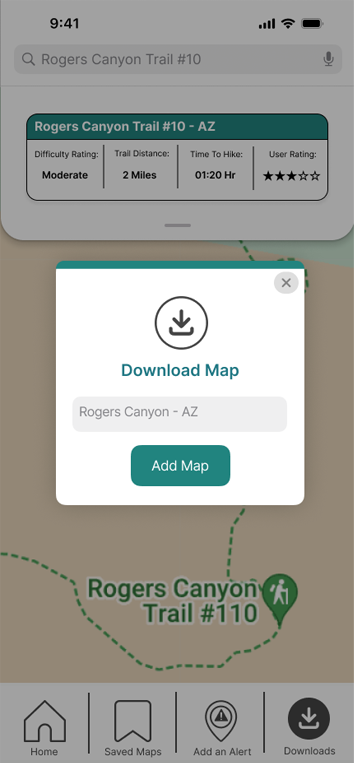 9:41
Rogers Canyon Trail #10
Rogers Canyon Trail #10 - AZ
Difficulty Rating:
Moderate
Trail Distance:
2 Miles
Time To Hike:
01:20 Hr
User Rating:
★★★☆☆
Download Map
Rogers Canyon - AZ
Add Map
Rogers Canyon
Trail #110
Home
Saved Maps
Add an Alert
Downloads